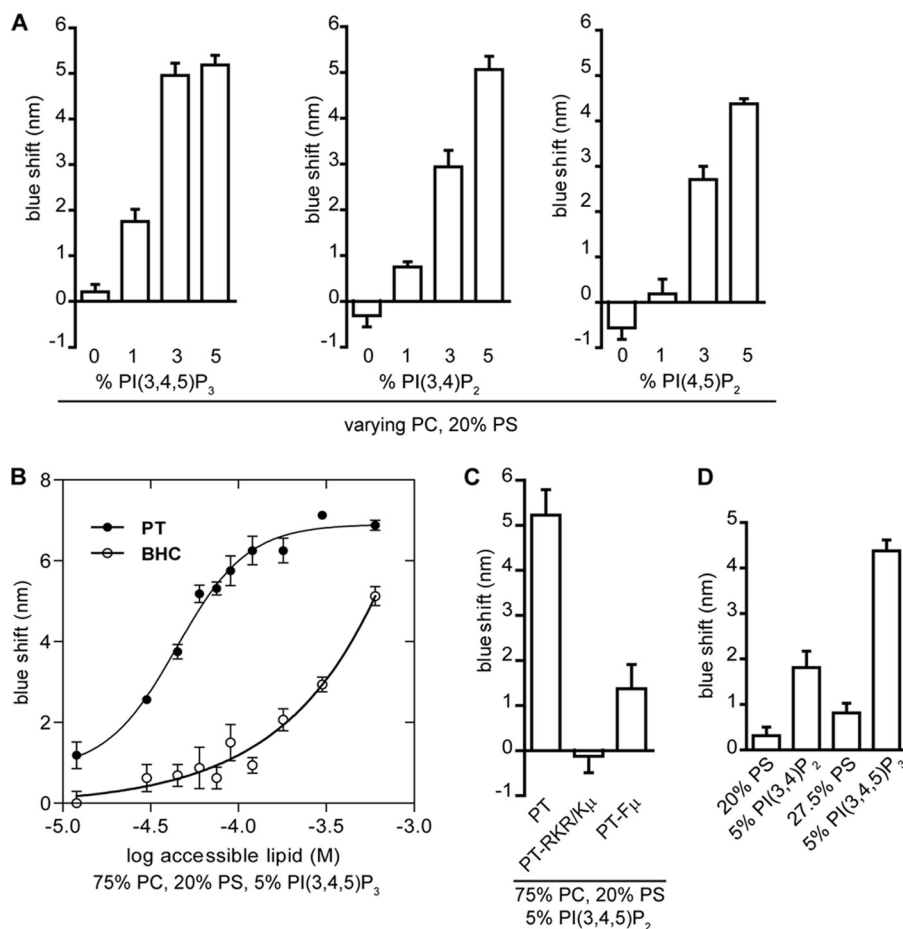 A
blue shift (nm)
6
5
4
3
2
1
0
-1
0 1 3 5
% PI(3,4,5)P3
blue shift (nm)
6
5
4
3
2
1
0
-1
0 1 3 5
% PI(3,4)P2
blue shift (nm)
6
5
4
3
2
1
0
-1
0 1 3 5
% PI(4,5)P2
varying PC, 20% PS
B
blue shift (nm)
8
6
4
2
0
PT
BHC
-5.0 -4.5 -4.0 -3.5 -3.0
log accessible lipid (M)
75% PC, 20% PS, 5% PI(3,4,5)P3
C
blue shift (nm)
6
5
4
3
2
1
0
-1
PT
PT-RKR/Kμ
PT-Fμ
75% PC, 20% PS
5% PI(3,4,5)P2
D
blue shift (nm)
5
4
3
2
1
0
20% PS
5% PI(3,4)P2
27.5% PS
5% PI(3,4,5)P3